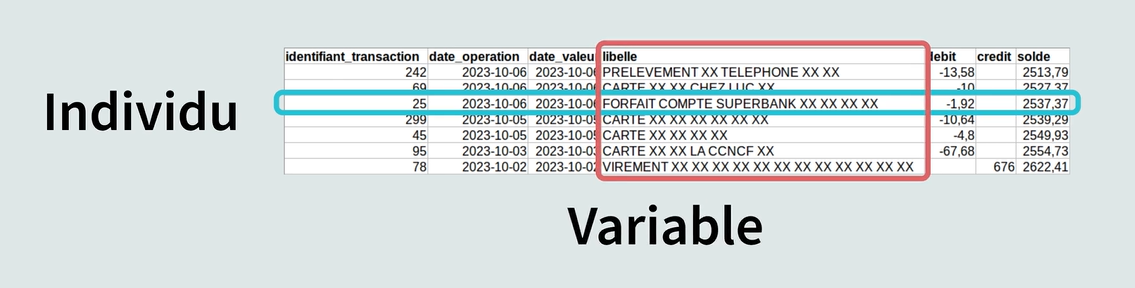 identifiant_transaction date_operation date_valeu libelle debit credit solde
242 2023-10-06 2023-10-06 PRELEVEMENT XX TELEPHONE XX XX -13,58 2513,79
69 2023-10-06 2023-10-06 CARTE XX XX CHEZ LUC XX -10 2527,37
Individu
25 2023-10-06 2023-10-06 FORFAIT COMPTE SUPERBANK XX XX XX XX -1,92 2537,37
299 2023-10-05 2023-10-05 CARTE XX XX XX XX XX XX -10,64 2539,29
45 2023-10-05 2023-10-05 CARTE XX XX XX XX -4,8 2549,93
95 2023-10-03 2023-10-03 CARTE XX XX LA CCNCF XX -67,68 2554,73
78 2023-10-02 2023-10-02 VIREMENT XX XX XX XX XX XX XX XX XX XX XX XX 676 2622,41
Variable